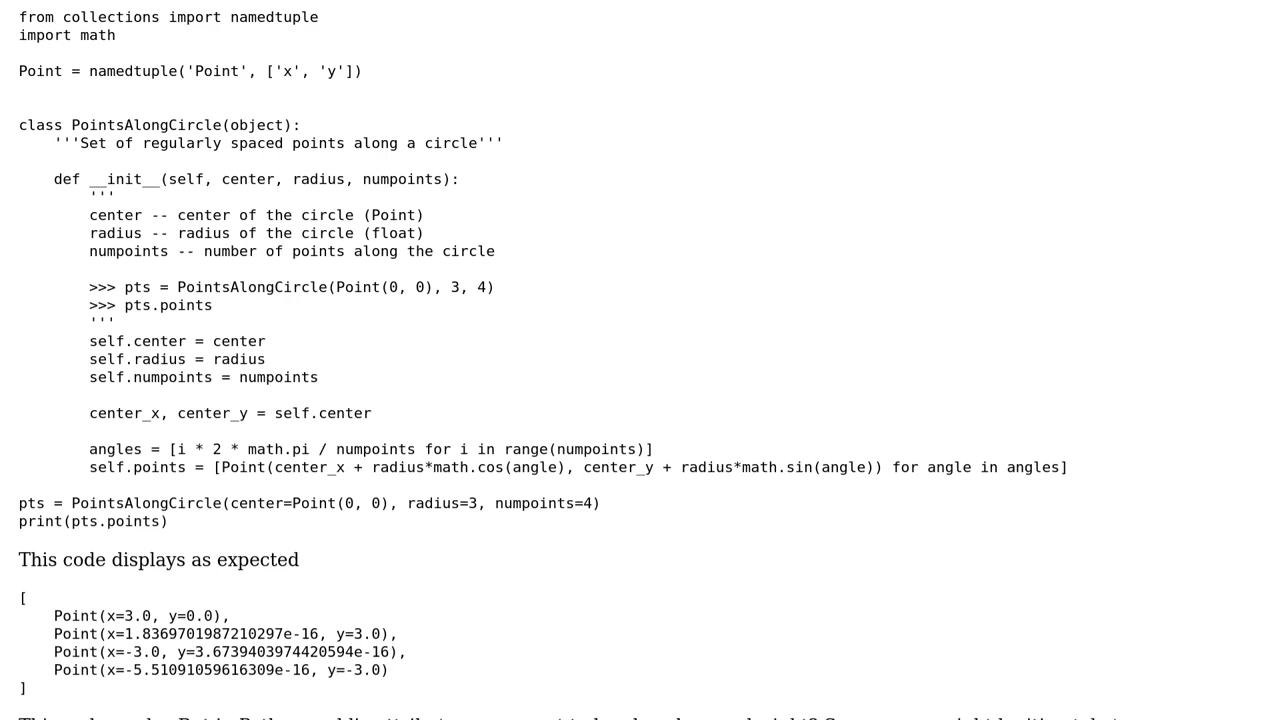 from collections import namedtuple
import math

Point = namedtuple('Point', ['x', 'y'])


class PointsAlongCircle(object):
    '''Set of regularly spaced points along a circle'''

    def __init__(self, center, radius, numpoints):
        '''
        center -- center of the circle (Point)
        radius -- radius of the circle (float)
        numpoints -- number of points along the circle

        >>> pts = PointsAlongCircle(Point(0, 0), 3, 4)
        >>> pts.points
        '''
        self.center = center
        self.radius = radius
        self.numpoints = numpoints

        center_x, center_y = self.center

        angles = [i * 2 * math.pi / numpoints for i in range(numpoints)]
        self.points = [Point(center_x + radius*math.cos(angle), center_y + radius*math.sin(angle)) for angle in angles]

pts = PointsAlongCircle(center=Point(0, 0), radius=3, numpoints=4)
print(pts.points)
This code displays as expected
[
    Point(x=3.0, y=0.0),
    Point(x=1.8369701987210297e-16, y=3.0),
    Point(x=-3.0, y=3.6739403974420594e-16),
    Point(x=-5.51091059616309e-16, y=-3.0)
]